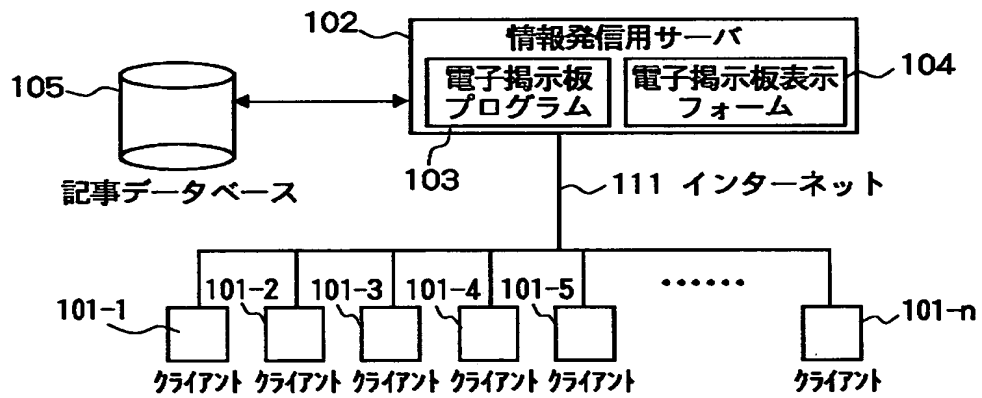 102
情報発信用サーバ
105
電子掲示板
プログラム
電子掲示板表示
フォーム
104
103
記事データベース
111 インターネット
101-1
101-2
101-3
101-4
101-5
……
101-n
クライアント
クライアント
クライアント
クライアント
クライアント
クライアント